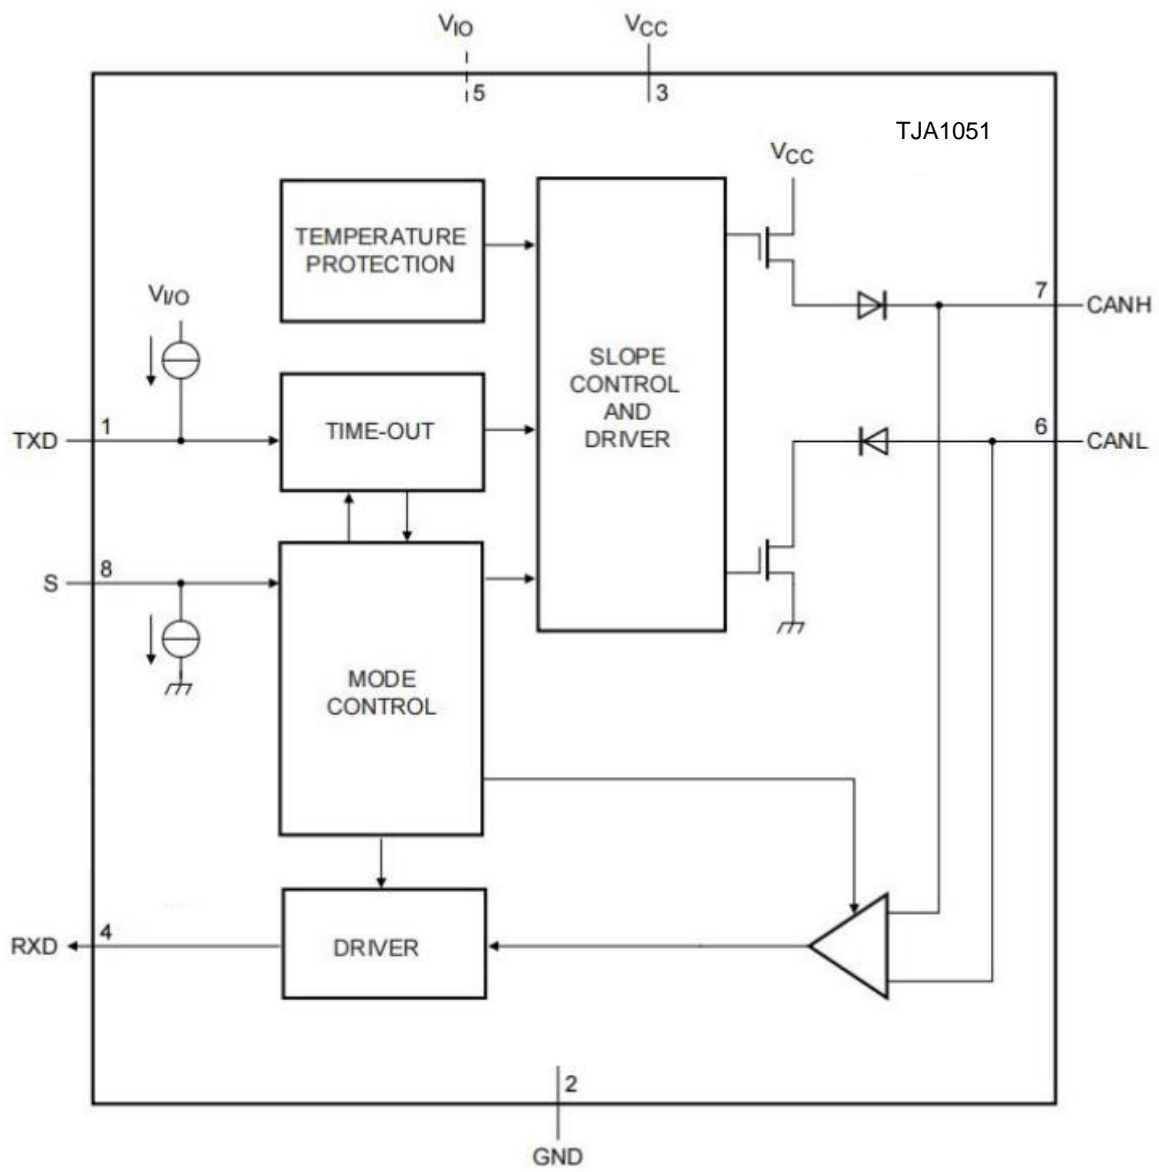 VIO
VCC
5
3
TJA1051
VCC
TEMPERATURE
PROTECTION
VI/O
7
CANH
SLOPE
CONTROL
AND
DRIVER
1
TXD
TIME-OUT
6
CANL
8
S
MODE
CONTROL
4
RXD
DRIVER
2
GND